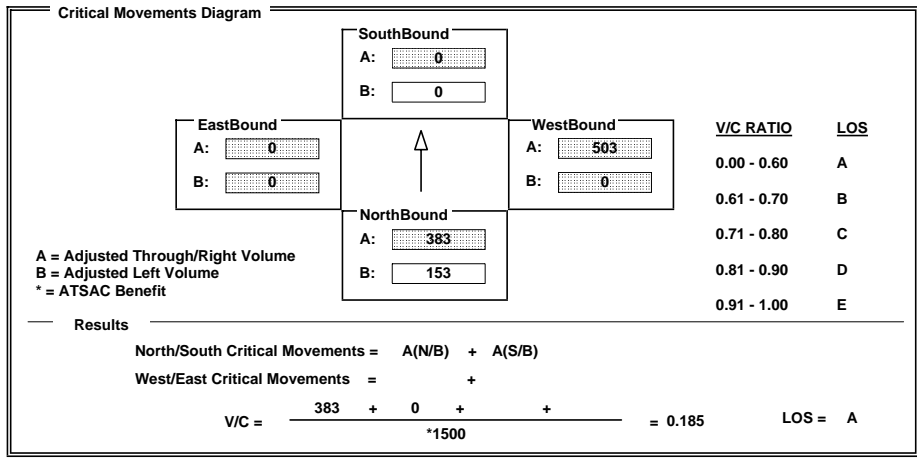 Critical Movements Diagram
SouthBound
A: 0
B: 0
EastBound
A: 0
B: 0
WestBound
A: 503
B: 0
NorthBound
A: 383
B: 153
V/C RATIO LOS
0.00 - 0.60 A
0.61 - 0.70 B
0.71 - 0.80 C
0.81 - 0.90 D
0.91 - 1.00 E
A = Adjusted Through/Right Volume
B = Adjusted Left Volume
* = ATSAC Benefit
Results
North/South Critical Movements = A(N/B) + A(S/B)
West/East Critical Movements = +
V/C = 383 + 0 + + = 0.185 LOS = A
*1500